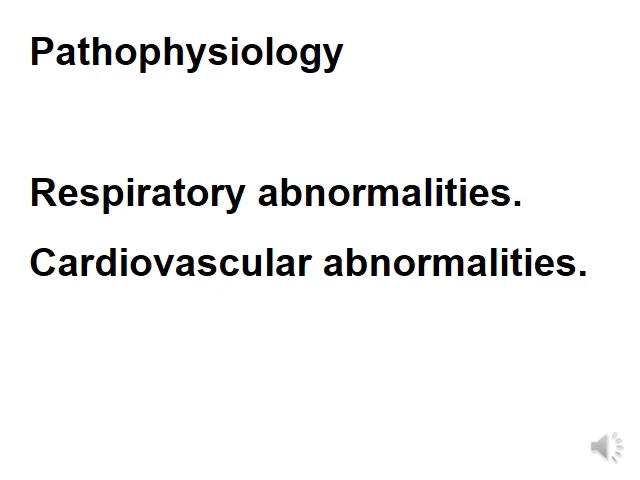 Pathophysiology
Respiratory abnormalities.
Cardiovascular abnormalities.